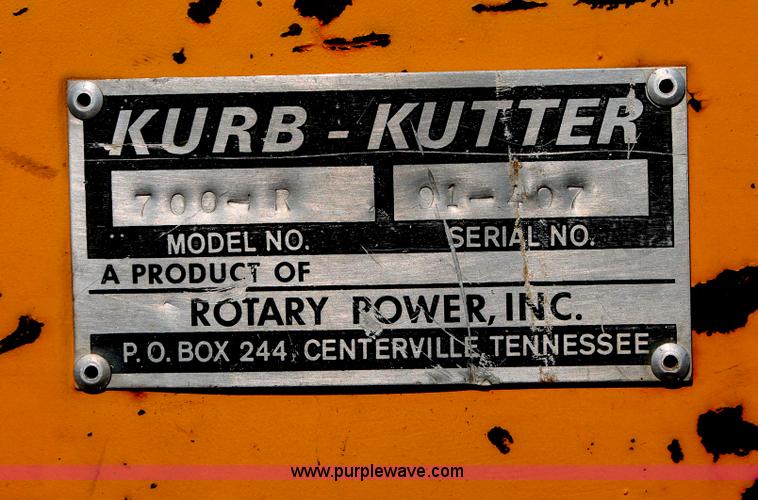 KURB - KUTTER
700-1R 01-407
MODEL NO. SERIAL NO.
A PRODUCT OF
ROTARY POWER, INC.
P.O. BOX 244, CENTERVILLE TENNESSEE
www.purplewave.com